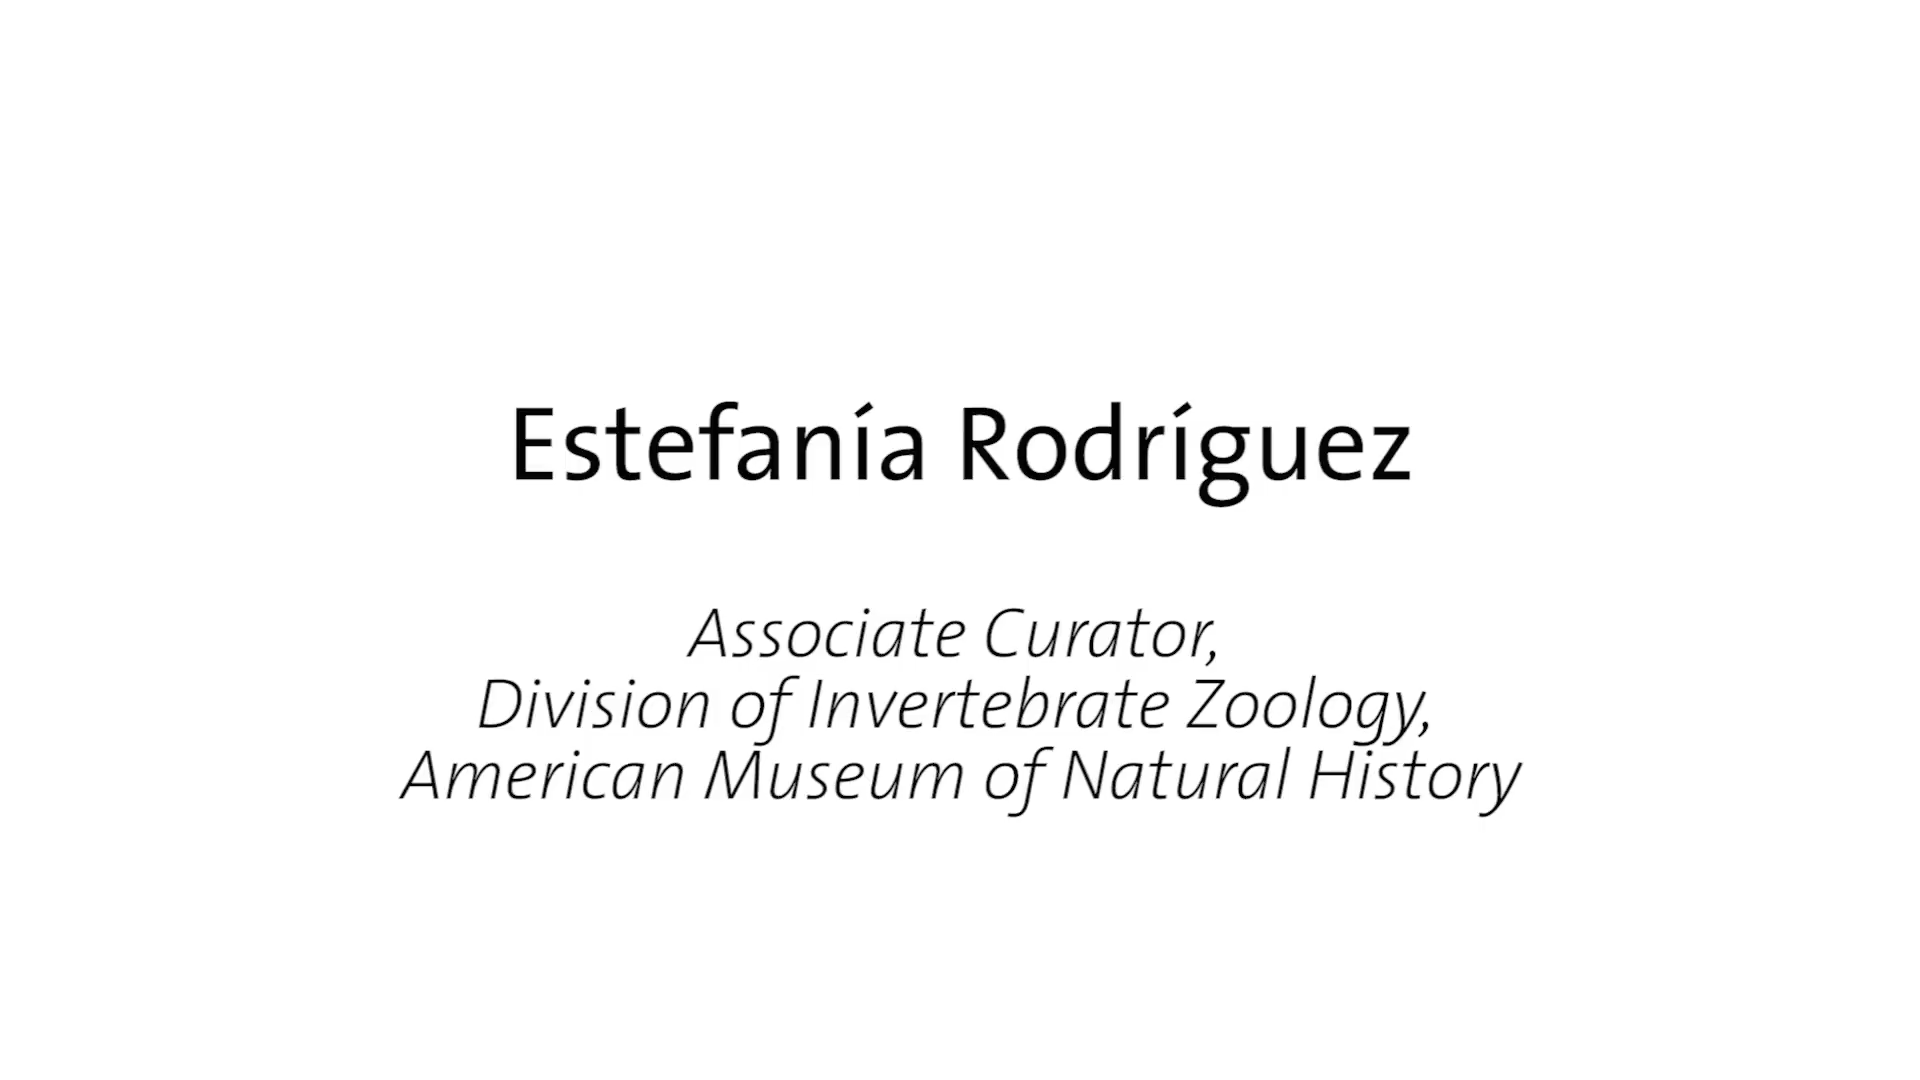 Estefanía Rodríguez
Associate Curator,
Division of Invertebrate Zoology,
American Museum of Natural History